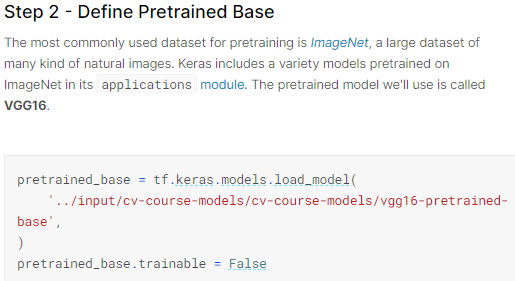 Step 2 - Define Pretrained Base
The most commonly used dataset for pretraining is ImageNet, a large dataset of
many kind of natural images. Keras includes a variety models pretrained on
ImageNet in its applications module. The pretrained model we'll use is called
VGG16.
pretrained_base = tf.keras.models.load_model(
    '../input/cv-course-models/cv-course-models/vgg16-pretrained-
base',
)
pretrained_base.trainable = False